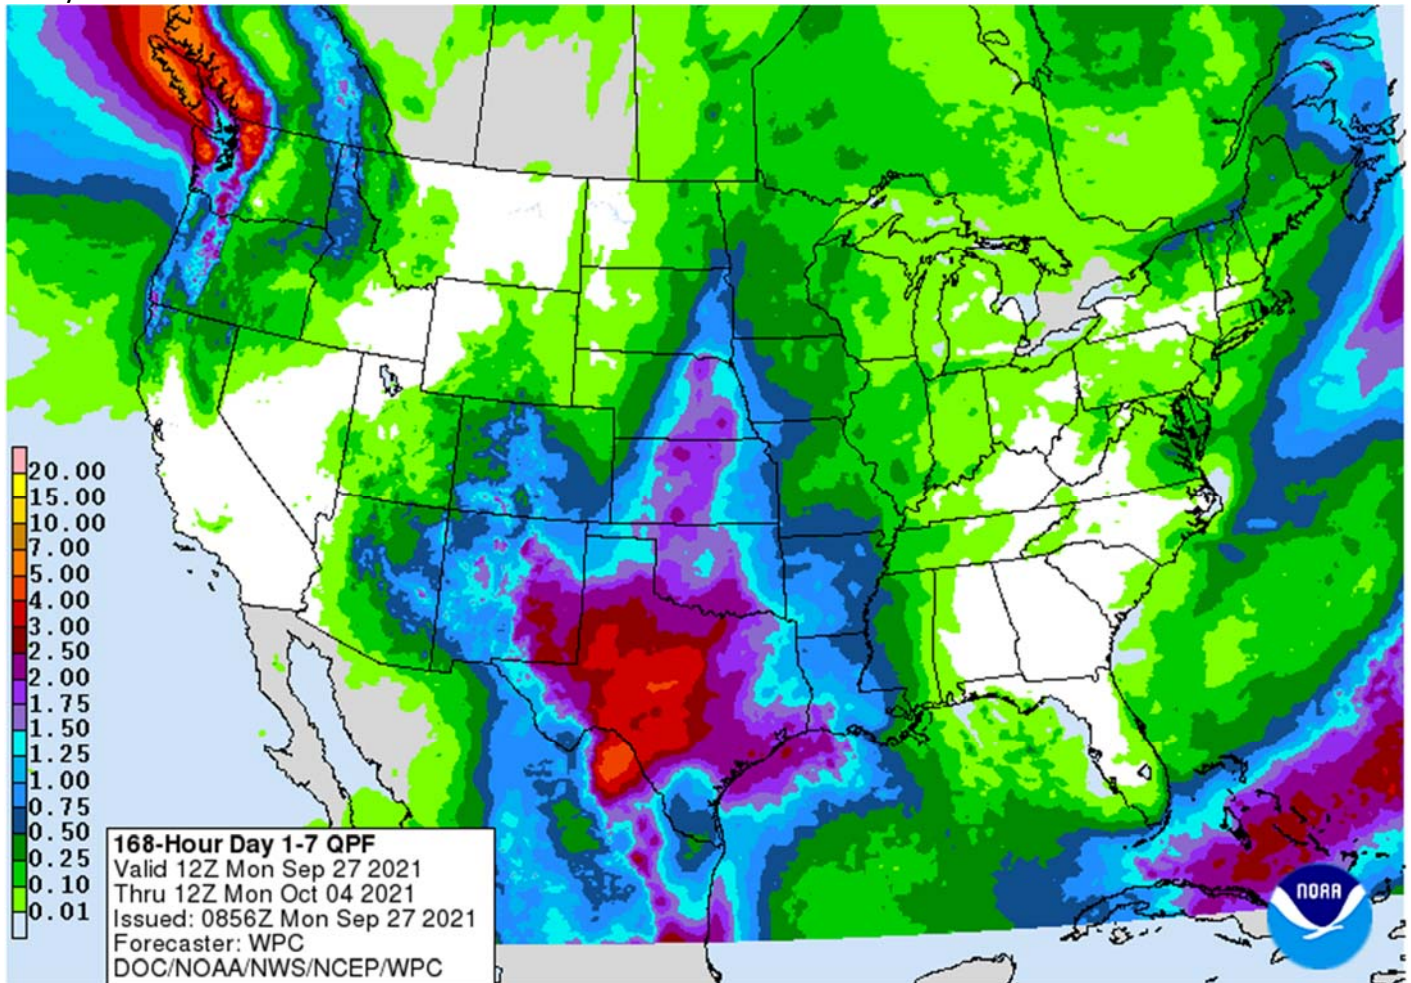 20.00
15.00
10.00
7.00
5.00
4.00
3.00
2.50
2.00
1.75
1.50
1.25
1.00
0.75
0.50
0.25
0.10
0.01
168-Hour Day 1-7 QPF
Valid 12Z Mon Sep 27 2021
Thru 12Z Mon Oct 04 2021
Issued: 0856Z Mon Sep 27 2021
Forecaster: WPC
DOC/NOAA/NWS/NCEP/WPC
NOAA